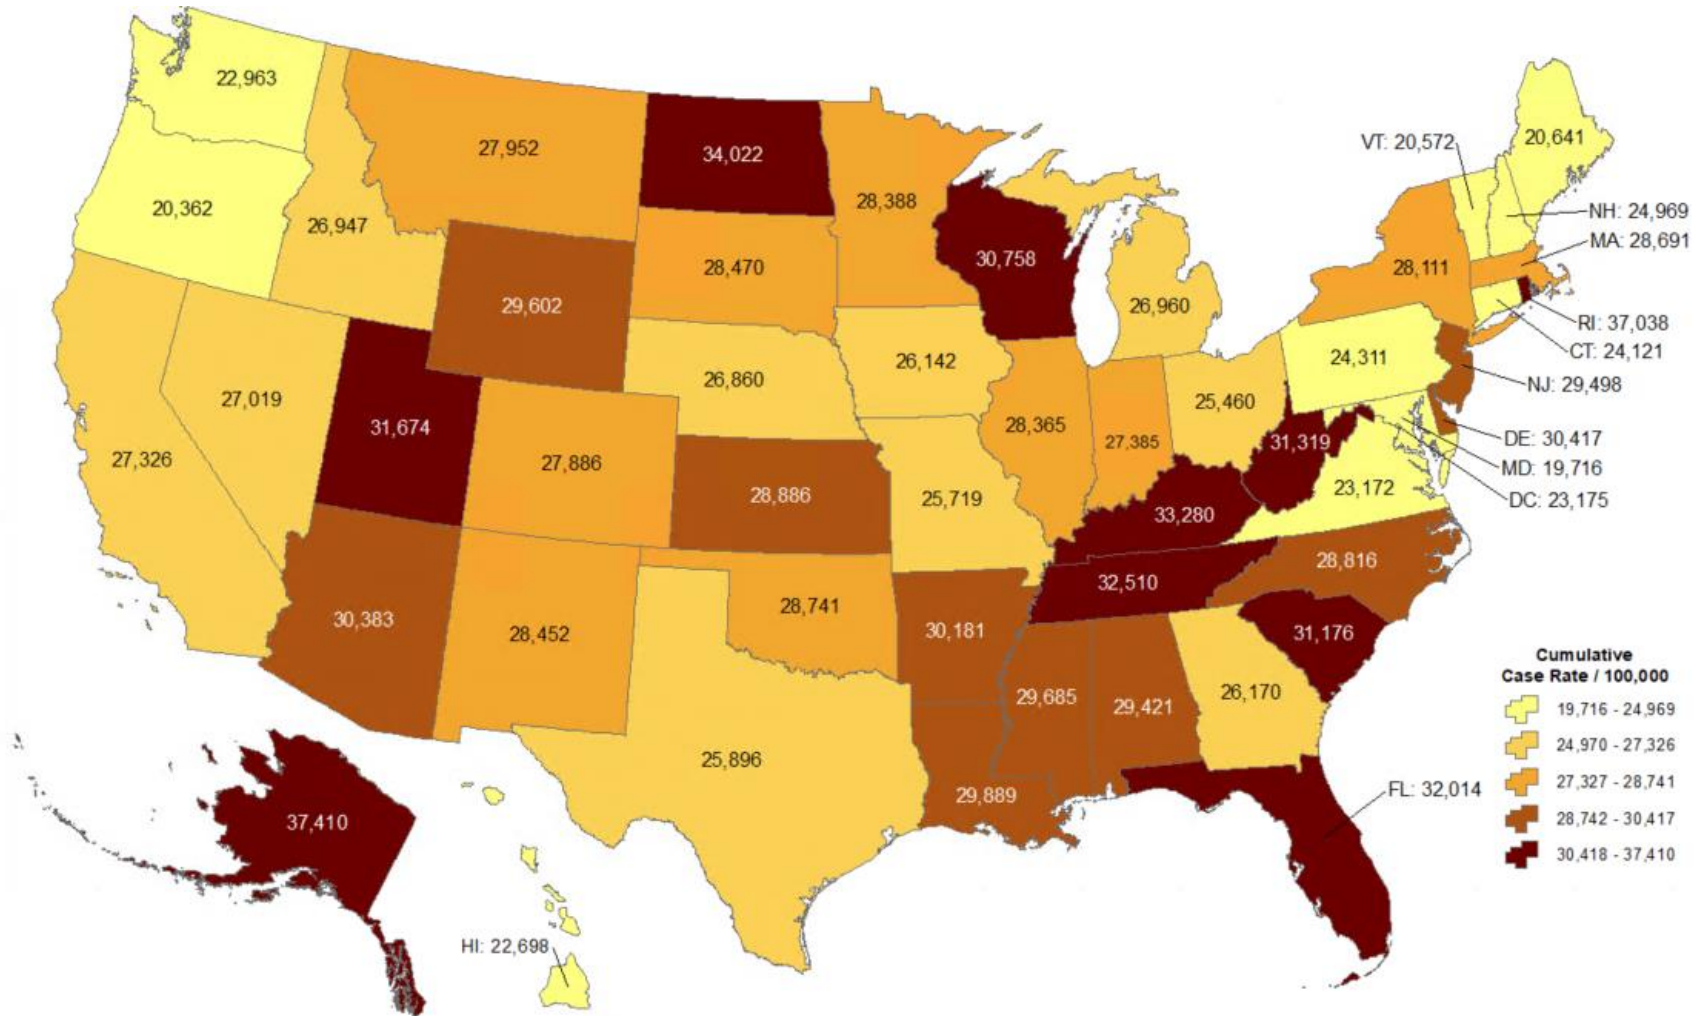 22,963
20,362
27,952
26,947
34,022
28,388
28,470
29,602
30,758
26,960
VT: 20,572
20,641
NH: 24,969
MA: 28,691
28,111
RI: 37,038
CT: 24,121
NJ: 29,498
24,311
DE: 30,417
MD: 19,716
DC: 23,175
27,326
27,019
31,674
27,886
26,860
26,142
28,365
27,385
25,460
31,319
23,172
28,886
25,719
33,280
32,510
28,816
30,383
28,452
28,741
30,181
31,176
29,685
29,421
26,170
25,896
29,889
FL: 32,014
37,410
HI: 22,698
Cumulative
Case Rate / 100,000
19,716 - 24,969
24,970 - 27,326
27,327 - 28,741
28,742 - 30,417
30,418 - 37,410